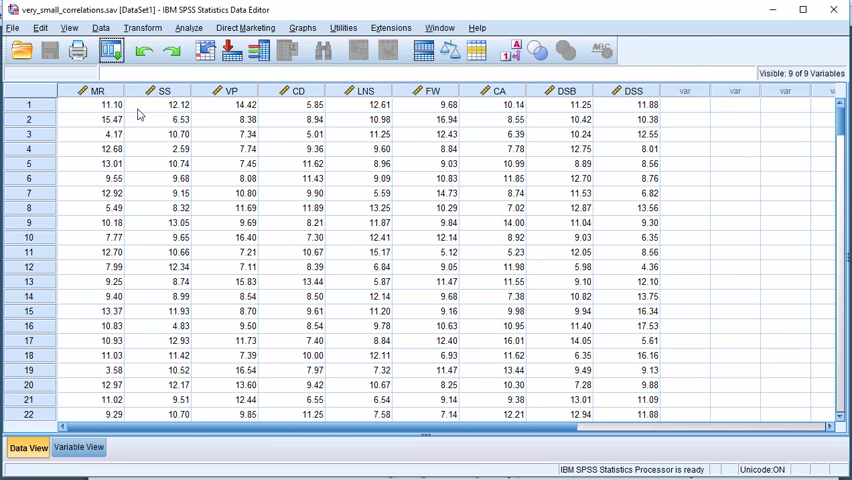 very_small_correlations.sav [DataSet1] - IBM SPSS Statistics Data Editor
File Edit View Data Transform Analyze Direct Marketing Graphs Utilities Extensions Window Help
Visible: 9 of 9 Variables
MR SS VP CD LNS FW CA DSB DSS var var var
1 11.10 12.12 14.42 5.85 12.61 9.68 10.14 11.25 11.88
2 15.47 6.53 8.38 8.94 10.98 16.94 8.55 10.42 10.38
3 4.17 10.70 7.34 5.01 11.25 12.43 6.39 10.24 12.55
4 12.68 2.59 7.74 9.36 9.60 8.84 7.78 12.75 8.01
5 13.01 10.74 7.45 11.62 8.96 9.03 10.99 8.89 8.56
6 9.55 9.68 8.08 11.43 9.09 10.83 11.85 12.70 8.76
7 12.92 9.15 10.80 9.90 5.59 14.73 8.74 11.53 6.82
8 5.49 8.32 11.69 11.89 13.25 10.29 7.02 12.87 13.56
9 10.18 13.05 9.69 8.21 11.87 9.84 14.00 11.04 9.30
10 7.77 9.65 16.40 7.30 12.41 12.14 8.92 9.03 6.35
11 12.70 10.66 7.21 10.67 15.17 5.12 5.23 12.05 8.56
12 7.99 12.34 7.11 8.39 6.84 9.05 11.98 5.98 4.36
13 9.25 8.74 15.83 13.44 5.87 11.47 11.55 9.10 12.10
14 9.40 8.99 8.54 8.50 12.14 9.68 7.38 10.82 13.75
15 13.37 11.93 8.70 9.61 11.20 9.16 9.98 9.94 16.34
16 10.83 4.83 9.50 8.54 9.78 10.63 10.95 11.40 17.53
17 10.93 12.93 11.73 7.40 8.84 12.40 16.01 14.05 5.61
18 11.03 11.42 7.39 10.00 12.11 6.93 11.62 6.35 16.16
19 3.58 10.52 16.54 7.97 7.32 11.47 13.44 9.49 9.13
20 12.97 12.17 13.60 9.42 10.67 8.25 10.30 7.28 9.88
21 11.02 9.51 12.44 6.55 6.54 9.14 9.38 13.01 11.09
22 9.29 10.70 9.85 11.25 7.58 7.14 12.21 12.94 11.88
Data View Variable View
IBM SPSS Statistics Processor is ready Unicode:ON